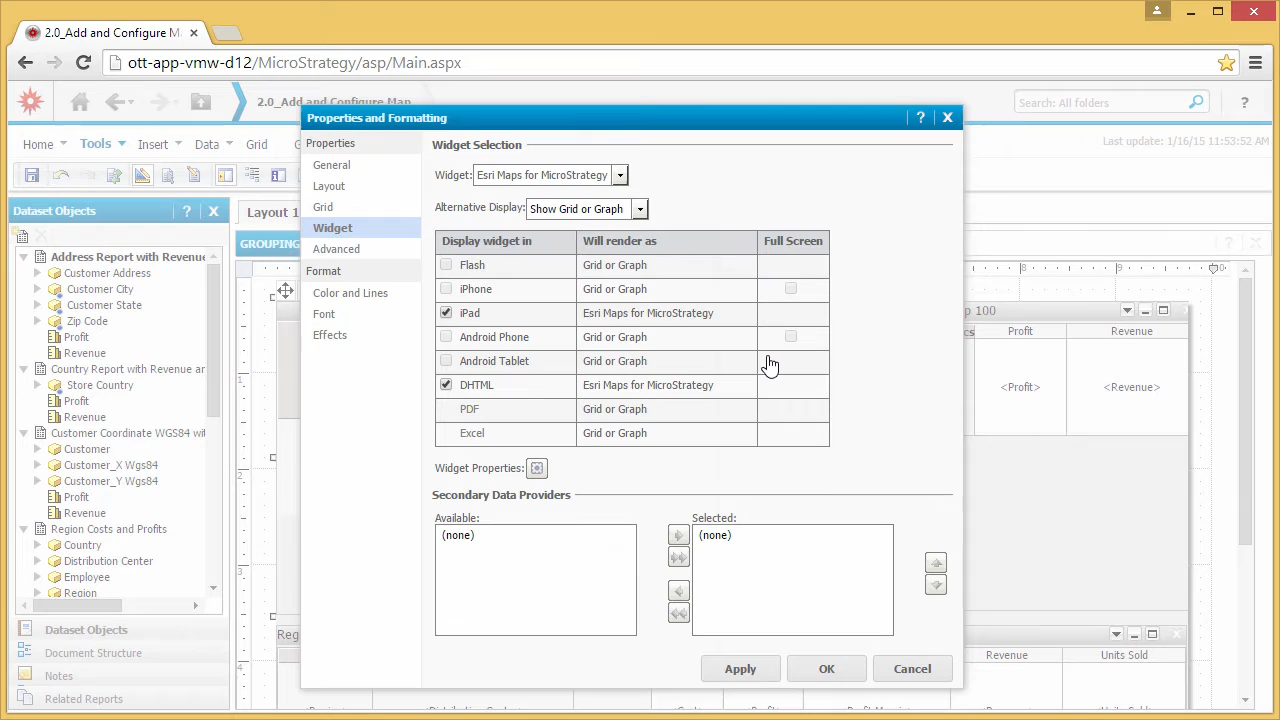 2.0_Add and Configure M
ott-app-vmw-d12/MicroStrategy/asp/Main.aspx
2.0_Add and Configure Map
Search: All folders
?
Home
Tools
Insert
Data
Grid
Last update: 1/16/15 11:53:52 AM
Dataset Objects
?
X
Address Report with Revenue
Customer Address
Customer City
Customer State
Zip Code
Profit
Revenue
Country Report with Revenue ar
Store Country
Profit
Revenue
Customer Coordinate WGS84 wit
Customer
Customer_X Wgs84
Customer_Y Wgs84
Profit
Revenue
Region Costs and Profits
Country
Distribution Center
Employee
Region
Dataset Objects
Document Structure
Notes
Related Reports
Layout 1
GROUPING
Properties and Formatting
? X
Properties
General
Layout
Grid
Widget
Advanced
Format
Color and Lines
Font
Effects
Widget Selection
Widget: Esri Maps for MicroStrategy
Alternative Display: Show Grid or Graph
Display widget in Will render as Full Screen
Flash Grid or Graph
iPhone Grid or Graph
iPad Esri Maps for MicroStrategy
Android Phone Grid or Graph
Android Tablet Grid or Graph
DHTML Esri Maps for MicroStrategy
PDF Grid or Graph
Excel Grid or Graph
Widget Properties:
Secondary Data Providers
Available: Selected:
(none) (none)
Apply OK Cancel
8 9
p 100
cs Profit Revenue
<Profit> <Revenue>
2
3
4
Reg
Revenue Units Sold